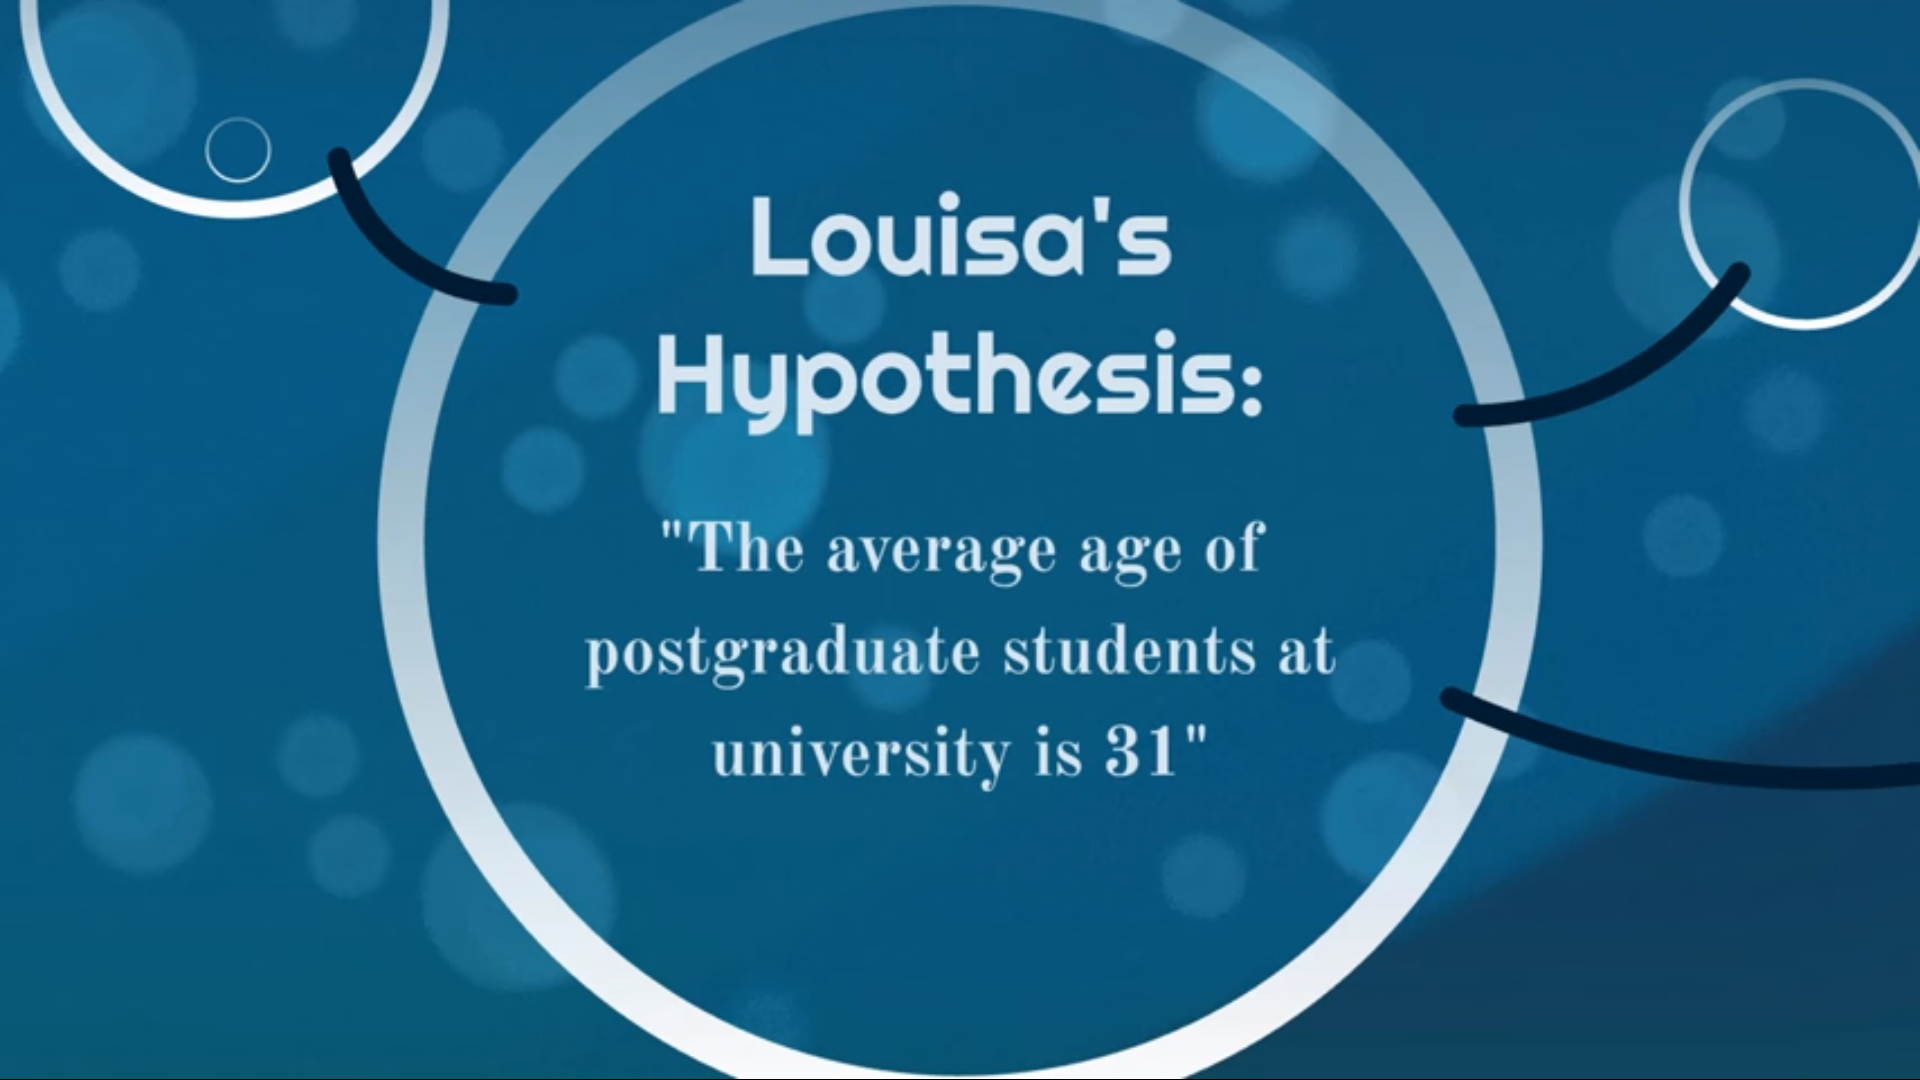 Louisa's
Hypothesis:
"The average age of
postgraduate students at
university is 31"